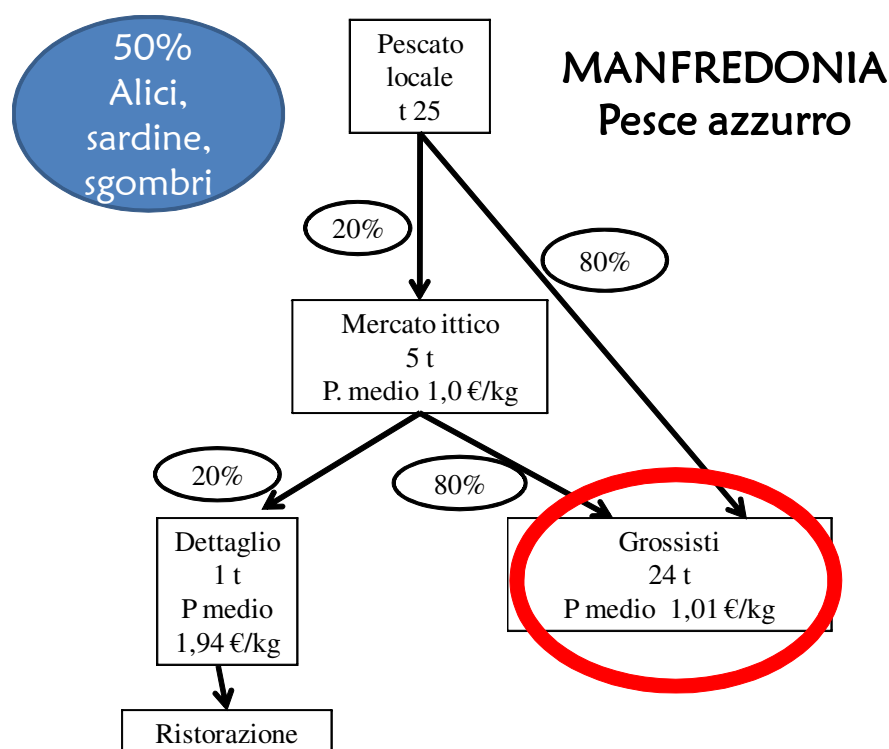 50%
Alici,
sardine,
sgombri
Pescato
locale
t 25
MANFREDONIA
Pesce azzurro
20%
80%
Mercato ittico
5 t
P. medio 1,0 €/kg
20%
80%
Dettaglio
1 t
P medio
1,94 €/kg
Grossisti
24 t
P medio 1,01 €/kg
Ristorazione